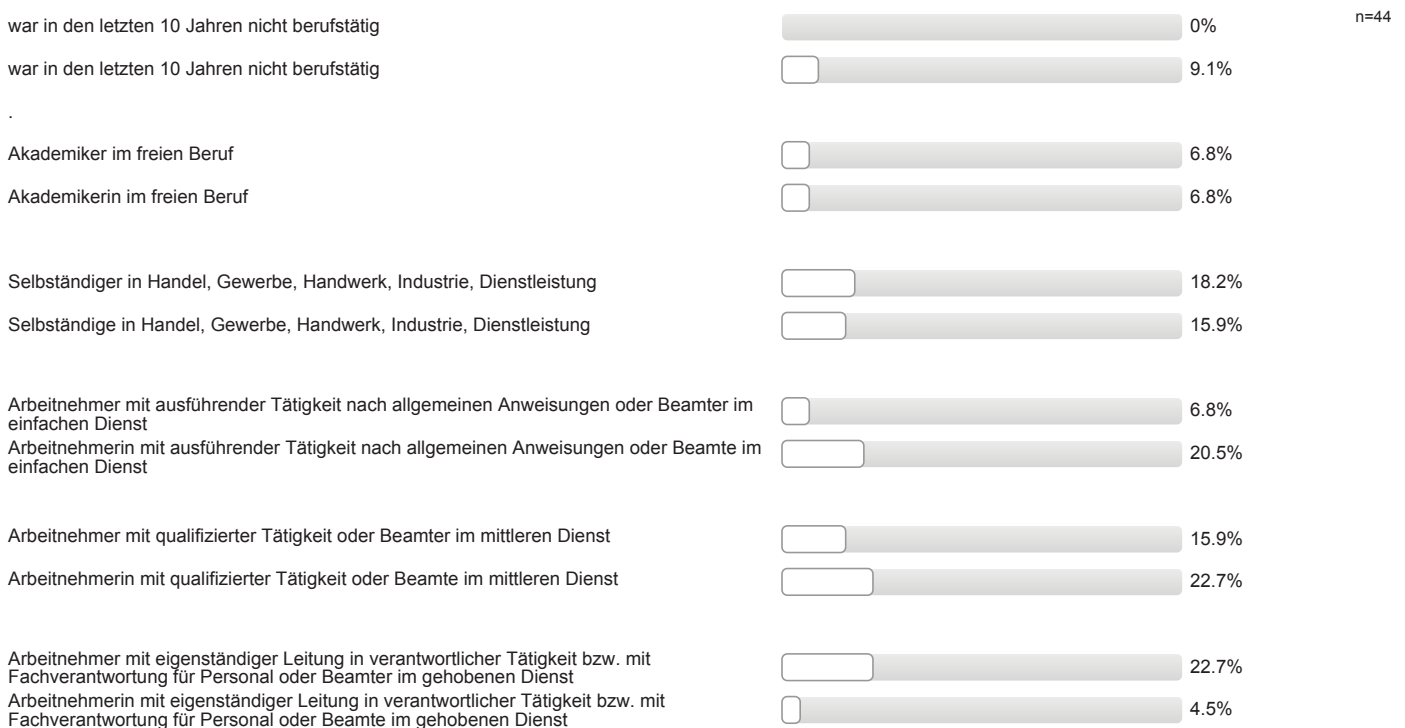 war in den letzten 10 Jahren nicht berufstätig 0% n=44
war in den letzten 10 Jahren nicht berufstätig 9.1%
.
Akademiker im freien Beruf 6.8%
Akademikerin im freien Beruf 6.8%
Selbständiger in Handel, Gewerbe, Handwerk, Industrie, Dienstleistung 18.2%
Selbständige in Handel, Gewerbe, Handwerk, Industrie, Dienstleistung 15.9%
Arbeitnehmer mit ausführender Tätigkeit nach allgemeinen Anweisungen oder Beamter im
einfachen Dienst 6.8%
Arbeitnehmerin mit ausführender Tätigkeit nach allgemeinen Anweisungen oder Beamte im
einfachen Dienst 20.5%
Arbeitnehmer mit qualifizierter Tätigkeit oder Beamter im mittleren Dienst 15.9%
Arbeitnehmerin mit qualifizierter Tätigkeit oder Beamte im mittleren Dienst 22.7%
Arbeitnehmer mit eigenständiger Leitung in verantwortlicher Tätigkeit bzw. mit
Fachverantwortung für Personal oder Beamter im gehobenen Dienst 22.7%
Arbeitnehmerin mit eigenständiger Leitung in verantwortlicher Tätigkeit bzw. mit
Fachverantwortung für Personal oder Beamte im gehobenen Dienst 4.5%